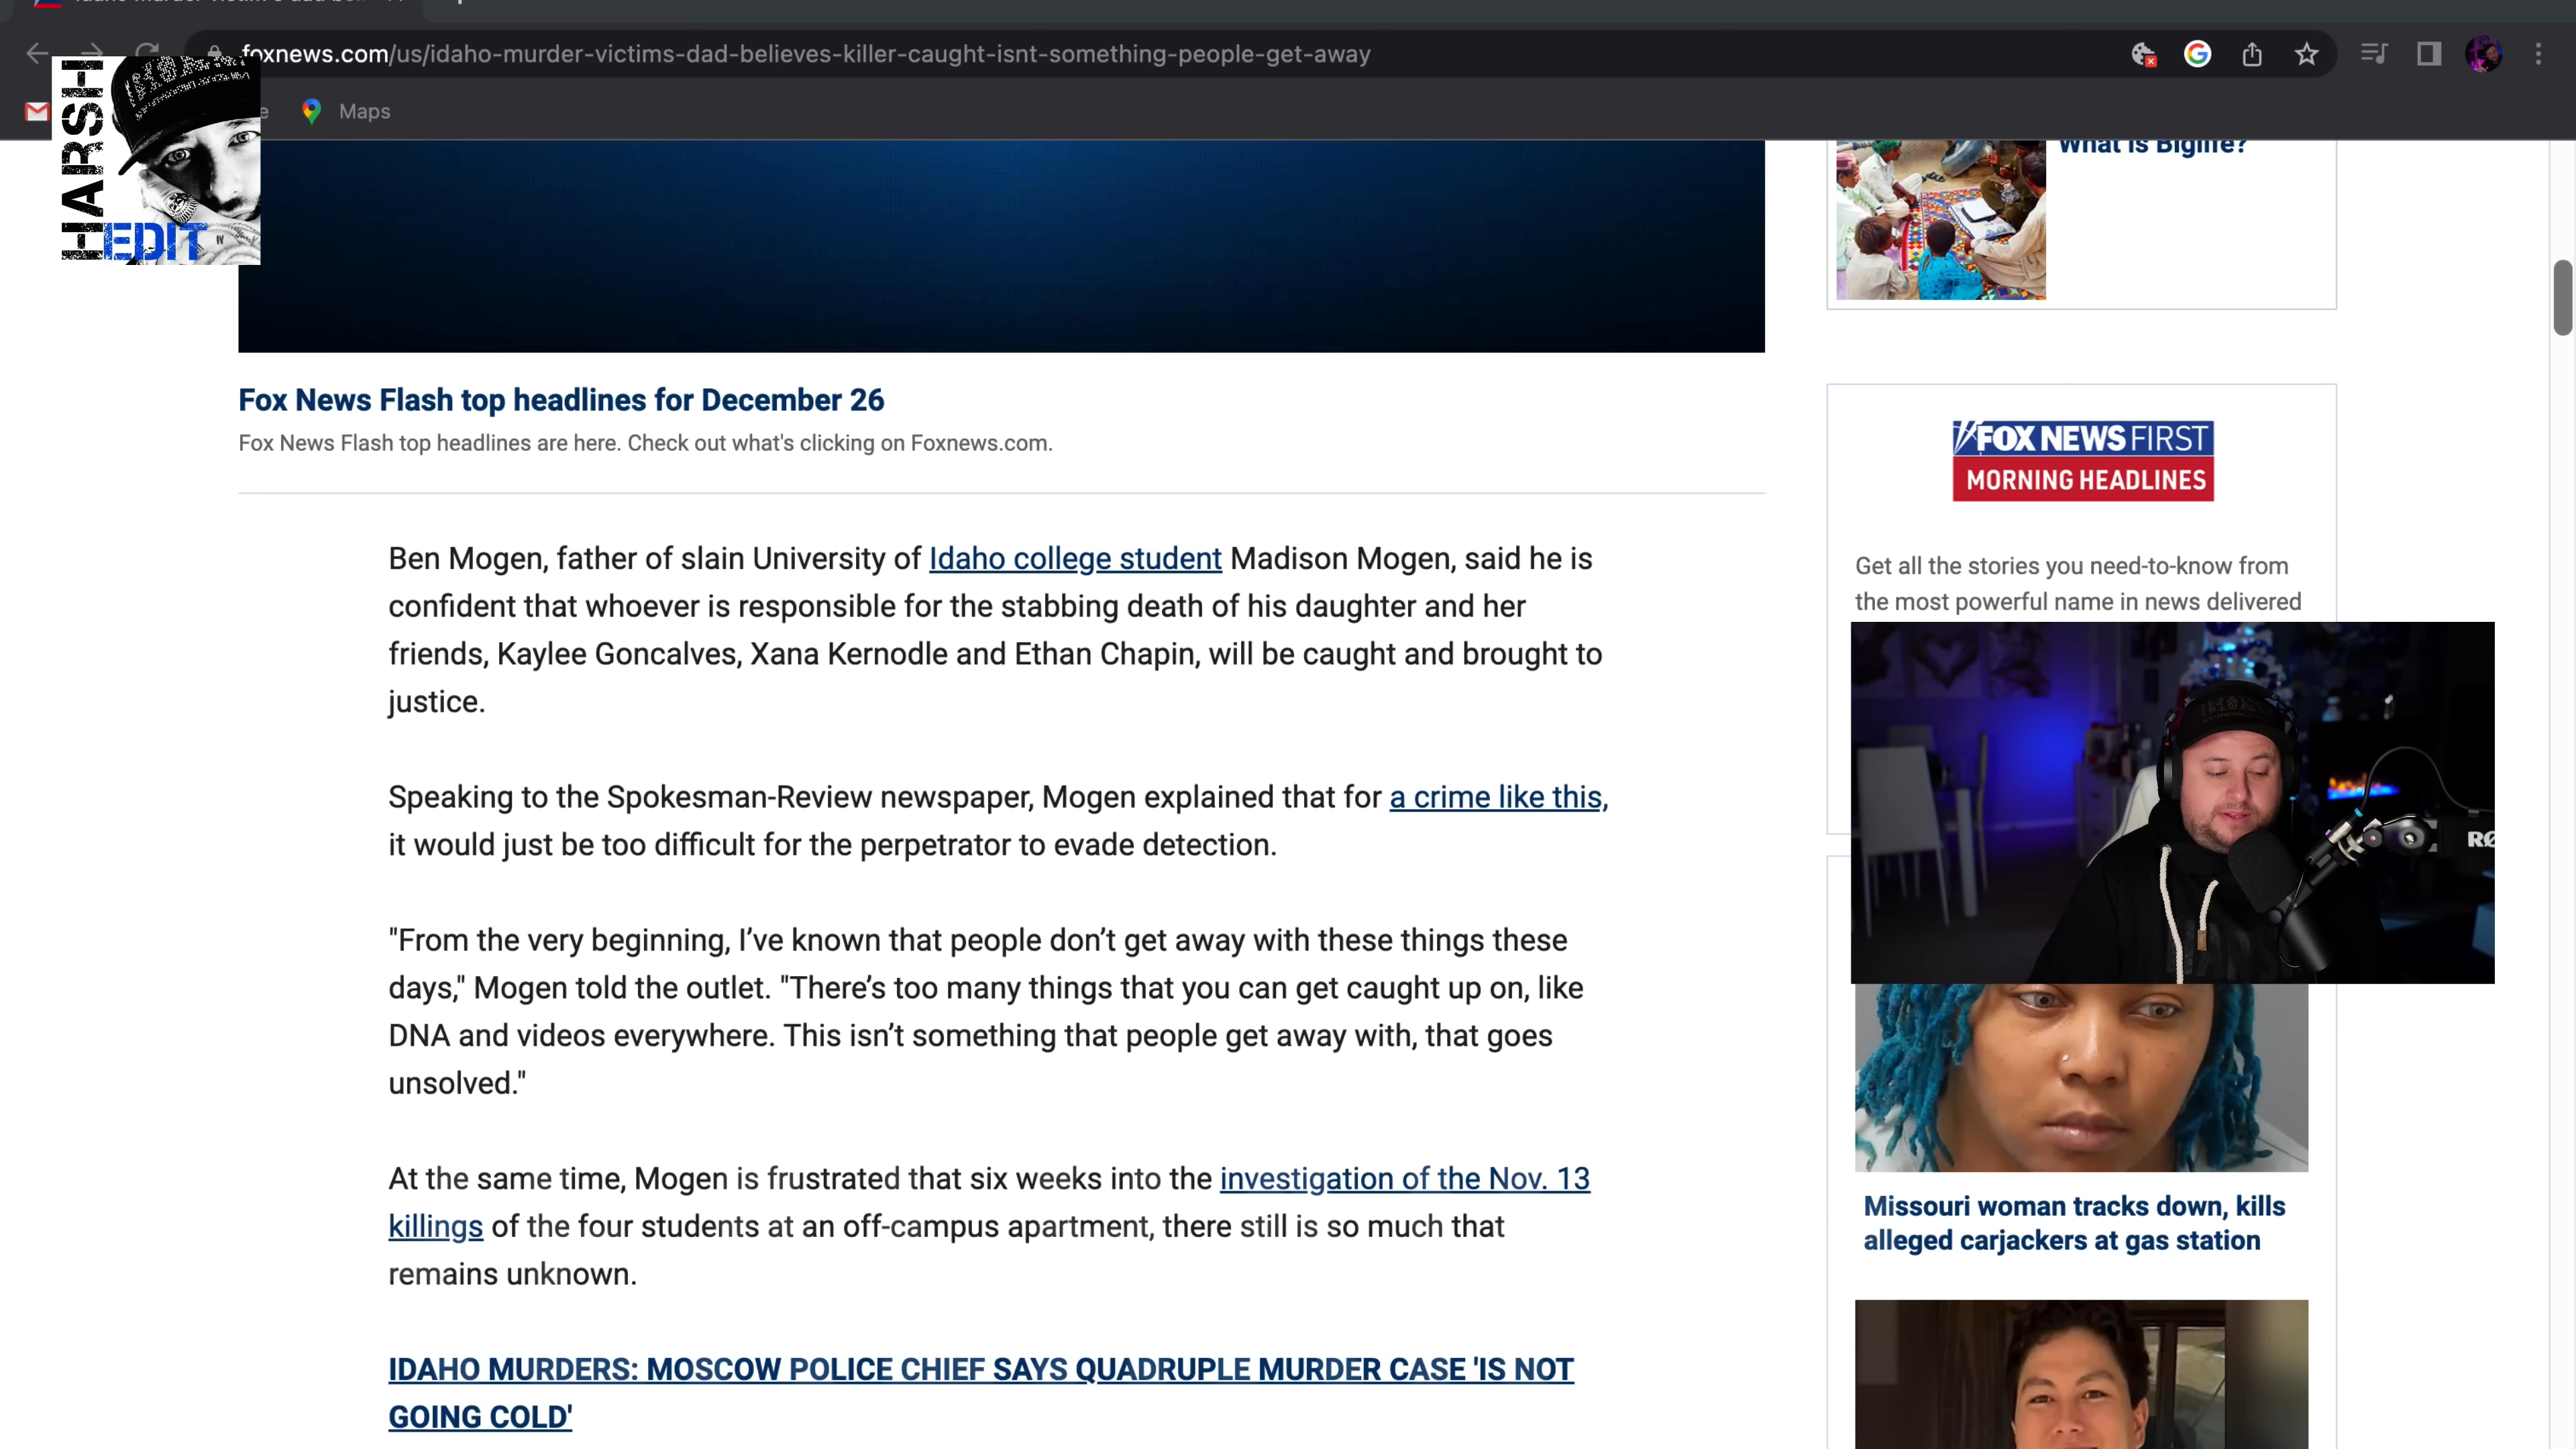 foxnews.com/us/idaho-murder-victims-dad-believes-killer-caught-isnt-something-people-get-away
Maps
HARSH
EDIT
What is Biglife?
Fox News Flash top headlines for December 26
Fox News Flash top headlines are here. Check out what's clicking on Foxnews.com.
FOX NEWS FIRST
MORNING HEADLINES
Get all the stories you need-to-know from
the most powerful name in news delivered
Ben Mogen, father of slain University of Idaho college student Madison Mogen, said he is
confident that whoever is responsible for the stabbing death of his daughter and her
friends, Kaylee Goncalves, Xana Kernodle and Ethan Chapin, will be caught and brought to
justice.
Speaking to the Spokesman-Review newspaper, Mogen explained that for a crime like this,
it would just be too difficult for the perpetrator to evade detection.
"From the very beginning, I’ve known that people don’t get away with these things these
days," Mogen told the outlet. "There’s too many things that you can get caught up on, like
DNA and videos everywhere. This isn’t something that people get away with, that goes
unsolved."
At the same time, Mogen is frustrated that six weeks into the investigation of the Nov. 13
killings of the four students at an off-campus apartment, there still is so much that
remains unknown.
IDAHO MURDERS: MOSCOW POLICE CHIEF SAYS QUADRUPLE MURDER CASE 'IS NOT
GOING COLD'
RØ
Missouri woman tracks down, kills
alleged carjackers at gas station